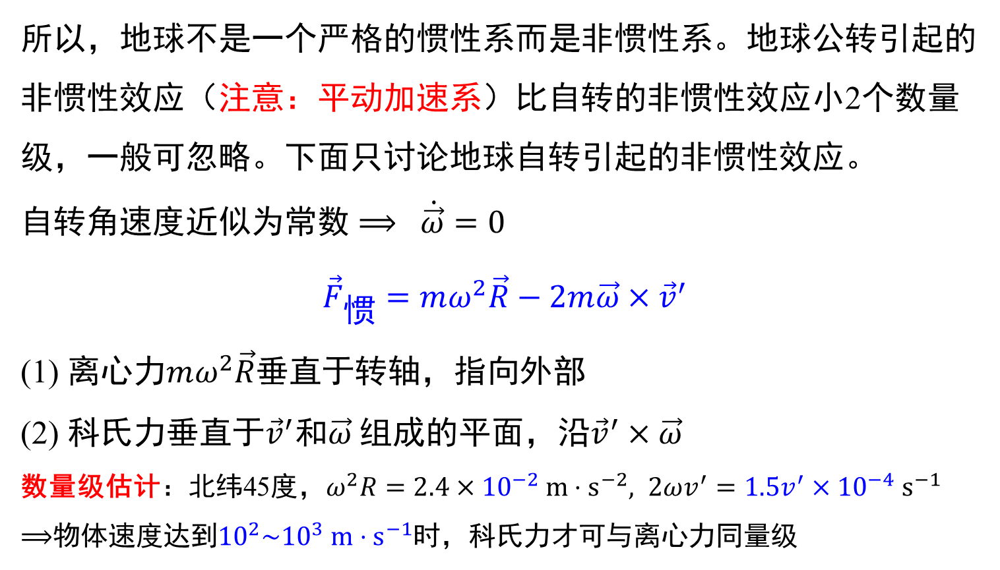 所以，地球不是一个严格的惯性系而是非惯性系。地球公转引起的
非惯性效应（注意：平动加速系）比自转的非惯性效应小2个数量
级，一般可忽略。下面只讨论地球自转引起的非惯性效应。
自转角速度近似为常数 ⟹ $\dot{\vec{\omega}} = 0$
$\vec{F}_{惯} = m\omega^2\vec{R} - 2m\vec{\omega} \times \vec{v}'$
(1) 离心力$m\omega^2\vec{R}$垂直于转轴，指向外部
(2) 科氏力垂直于$\vec{v}'$和$\vec{\omega}$ 组成的平面，沿$\vec{v}' \times \vec{\omega}$
数量级估计：北纬45度，$\omega^2 R = 2.4 \times 10^{-2}\ \mathrm{m \cdot s^{-2}}$, $2\omega v' = 1.5v' \times 10^{-4}\ \mathrm{s^{-1}}$
⟹物体速度达到$10^2 \sim 10^3\ \mathrm{m \cdot s^{-1}}$时，科氏力才可与离心力同量级